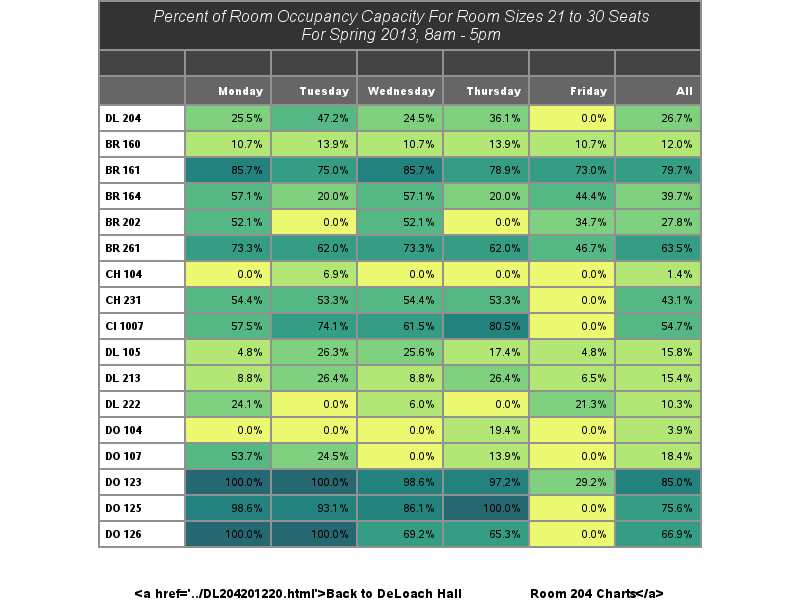 Percent of Room Occupancy Capacity For Room Sizes 21 to 30 Seats
For Spring 2013, 8am - 5pm
Monday Tuesday Wednesday Thursday Friday All
DL 204 25.5% 47.2% 24.5% 36.1% 0.0% 26.7%
BR 160 10.7% 13.9% 10.7% 13.9% 10.7% 12.0%
BR 161 85.7% 75.0% 85.7% 78.9% 73.0% 79.7%
BR 164 57.1% 20.0% 57.1% 20.0% 44.4% 39.7%
BR 202 52.1% 0.0% 52.1% 0.0% 34.7% 27.8%
BR 261 73.3% 62.0% 73.3% 62.0% 46.7% 63.5%
CH 104 0.0% 6.9% 0.0% 0.0% 0.0% 1.4%
CH 231 54.4% 53.3% 54.4% 53.3% 0.0% 43.1%
CI 1007 57.5% 74.1% 61.5% 80.5% 0.0% 54.7%
DL 105 4.8% 26.3% 25.6% 17.4% 4.8% 15.8%
DL 213 8.8% 26.4% 8.8% 26.4% 6.5% 15.4%
DL 222 24.1% 0.0% 6.0% 0.0% 21.3% 10.3%
DO 104 0.0% 0.0% 0.0% 19.4% 0.0% 3.9%
DO 107 53.7% 24.5% 0.0% 13.9% 0.0% 18.4%
DO 123 100.0% 100.0% 98.6% 97.2% 29.2% 85.0%
DO 125 98.6% 93.1% 86.1% 100.0% 0.0% 75.6%
DO 126 100.0% 100.0% 69.2% 65.3% 0.0% 66.9%
<a href='../DL204201220.html'>Back to DeLoach Hall Room 204 Charts</a>